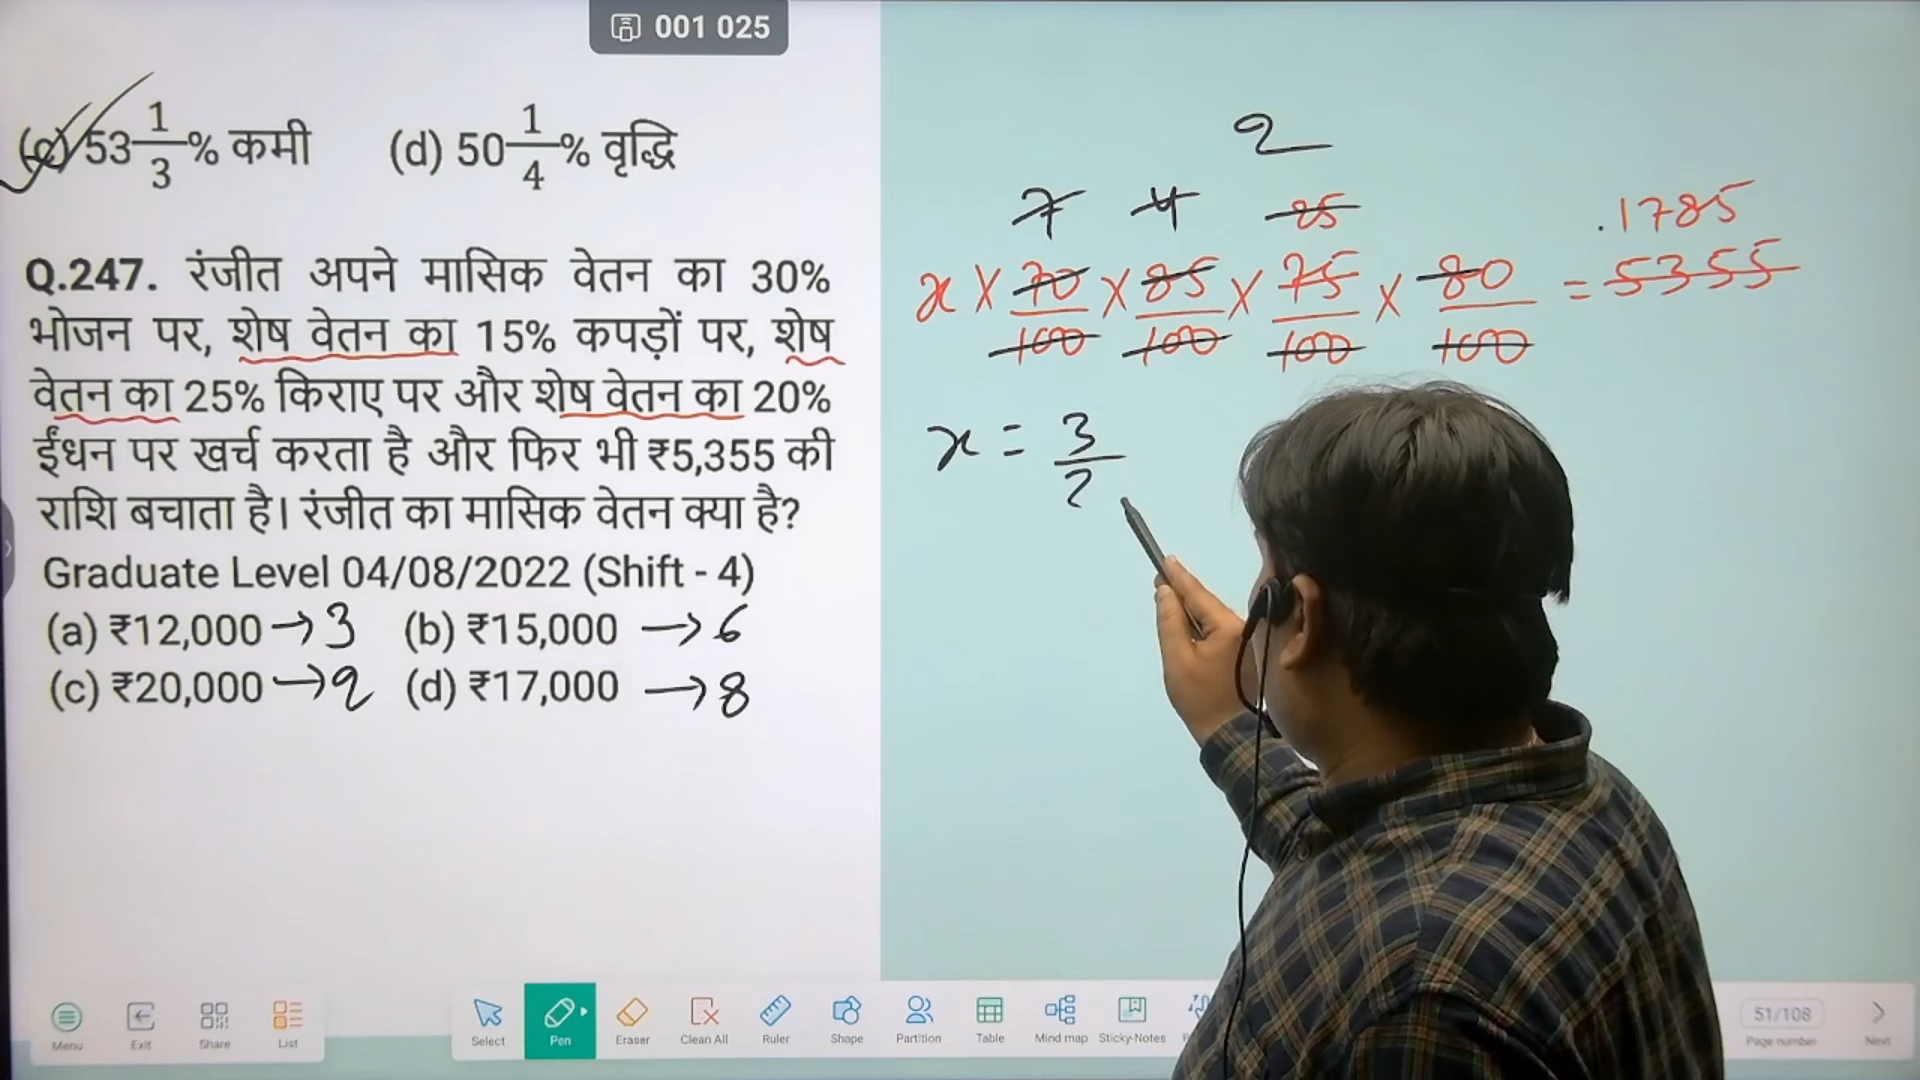 001 025
(c) 53 1/3 % कमी (d) 50 1/4 % वृद्धि
Q.247. रंजीत अपने मासिक वेतन का 30%
भोजन पर, शेष वेतन का 15% कपड़ों पर, शेष
वेतन का 25% किराए पर और शेष वेतन का 20%
ईंधन पर खर्च करता है और फिर भी ₹5,355 की
राशि बचाता है। रंजीत का मासिक वेतन क्या है?
Graduate Level 04/08/2022 (Shift - 4)
(a) ₹12,000 → 3 (b) ₹15,000 → 6
(c) ₹20,000 → 2 (d) ₹17,000 → 8
2
7 4 25
.1785
x × 70/100 × 85/100 × 75/100 × 80/100 = 5355
x = 3/2
Menu Exit Share List Select Pen Eraser Clean All Ruler Shape Partition Table Mind map Sticky-Notes
51/108
Page number Next